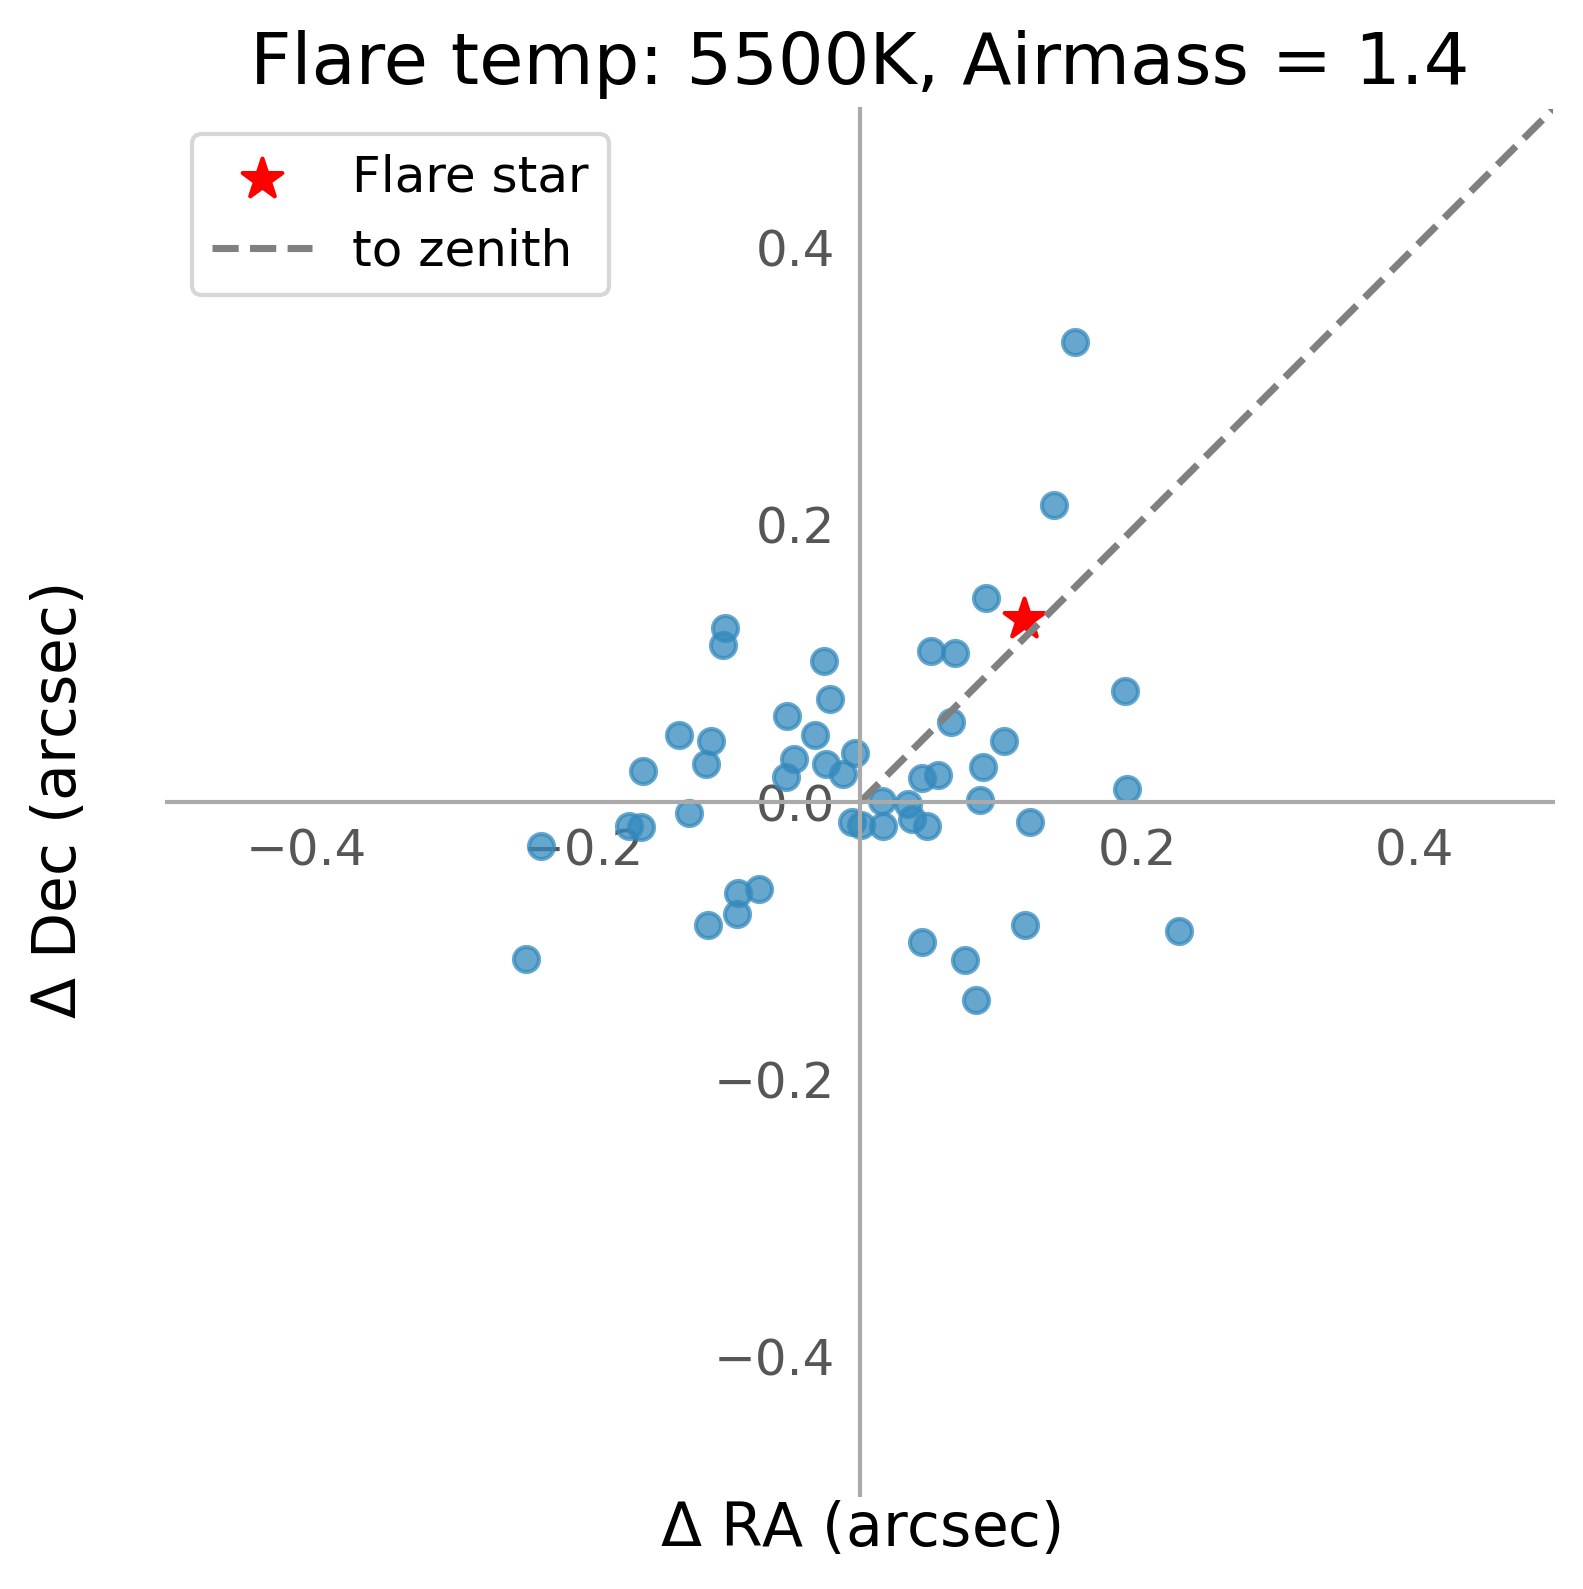 Flare temp: 5500K, Airmass = 1.4
Flare star
to zenith
0.4
0.2
0.0
−0.4
−0.2
0.2
0.4
−0.2
−0.4
Δ Dec (arcsec)
Δ RA (arcsec)